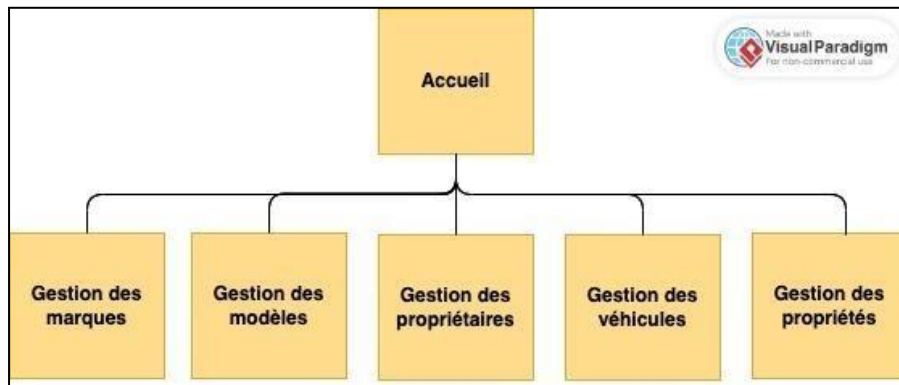 Made with
Visual Paradigm
For non-commercial use
Accueil
Gestion des
marques
Gestion des
modèles
Gestion des
propriétaires
Gestion des
véhicules
Gestion des
propriétés